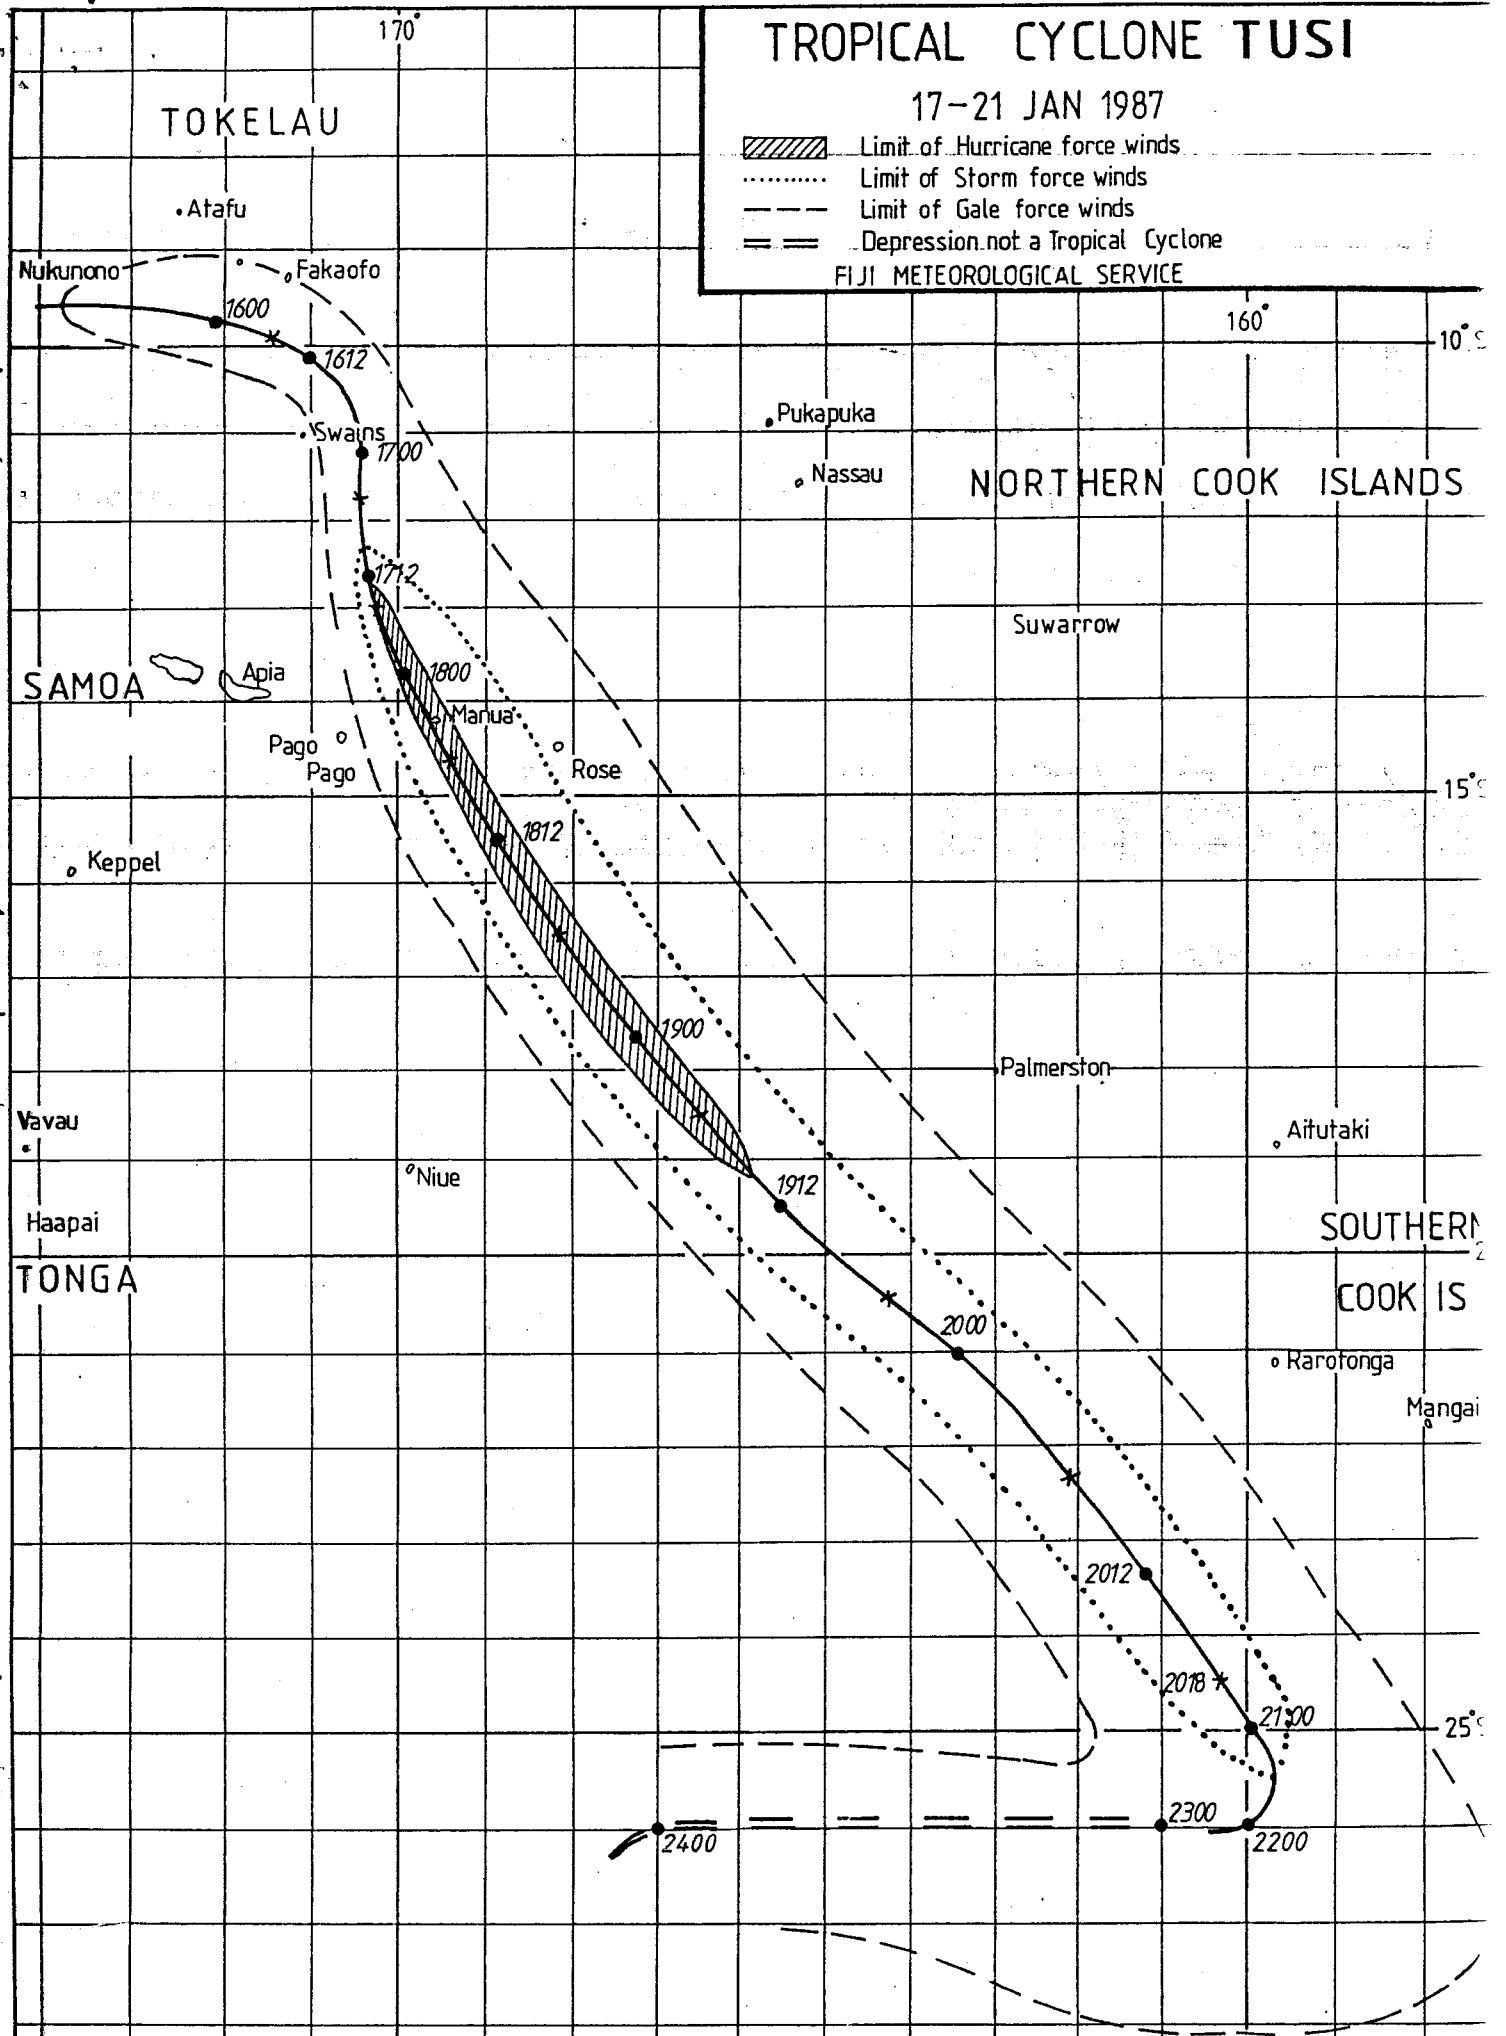 170°
TROPICAL CYCLONE TUSI
17-21 JAN 1987
Limit of Hurricane force winds
Limit of Storm force winds
Limit of Gale force winds
Depression not a Tropical Cyclone
FIJI METEOROLOGICAL SERVICE
TOKELAU
Atafu
Nukunono
Fakaofo
1600
160°
10°S
1612
Pukapuka
Swains
1700
Nassau
NORTHERN COOK ISLANDS
1712
Suwarrow
SAMOA
Apia
1800
Manua
Pago
Pago
Rose
15°S
1812
Keppel
1900
Palmerston
Vavau
Aitutaki
Niue
1912
Haapai
SOUTHERN
TONGA
COOK IS
2000
Rarotonga
Mangai
2012
2018
2100
25°S
2300
2400
2200